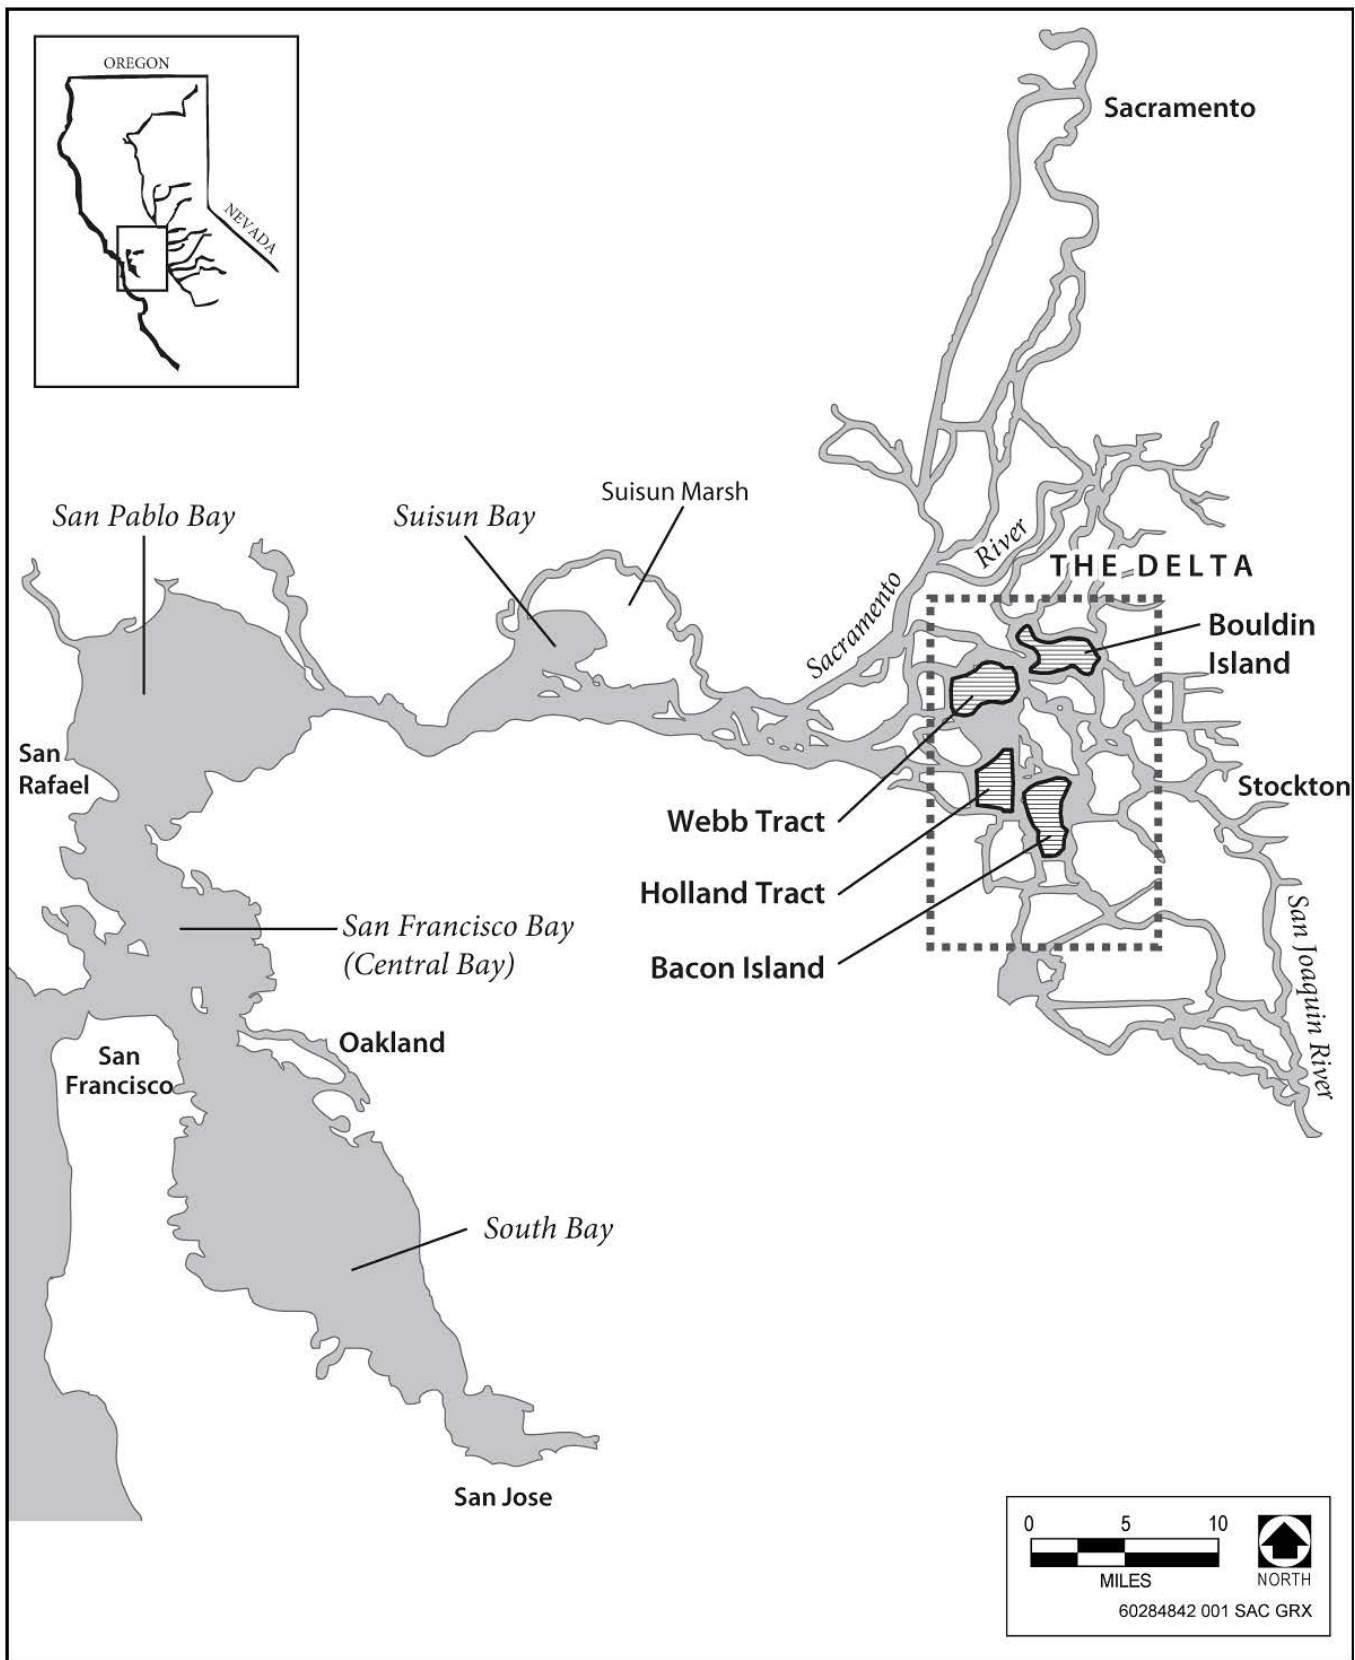 OREGON
NEVADA
Sacramento
San Pablo Bay
Suisun Bay
Suisun Marsh
Sacramento
River
THE DELTA
Bouldin
Island
San
Rafael
Webb Tract
Stockton
Holland Tract
San Francisco Bay
(Central Bay)
Bacon Island
San Joaquin River
Oakland
San
Francisco
South Bay
San Jose
0 5 10
MILES
NORTH
60284842 001 SAC GRX